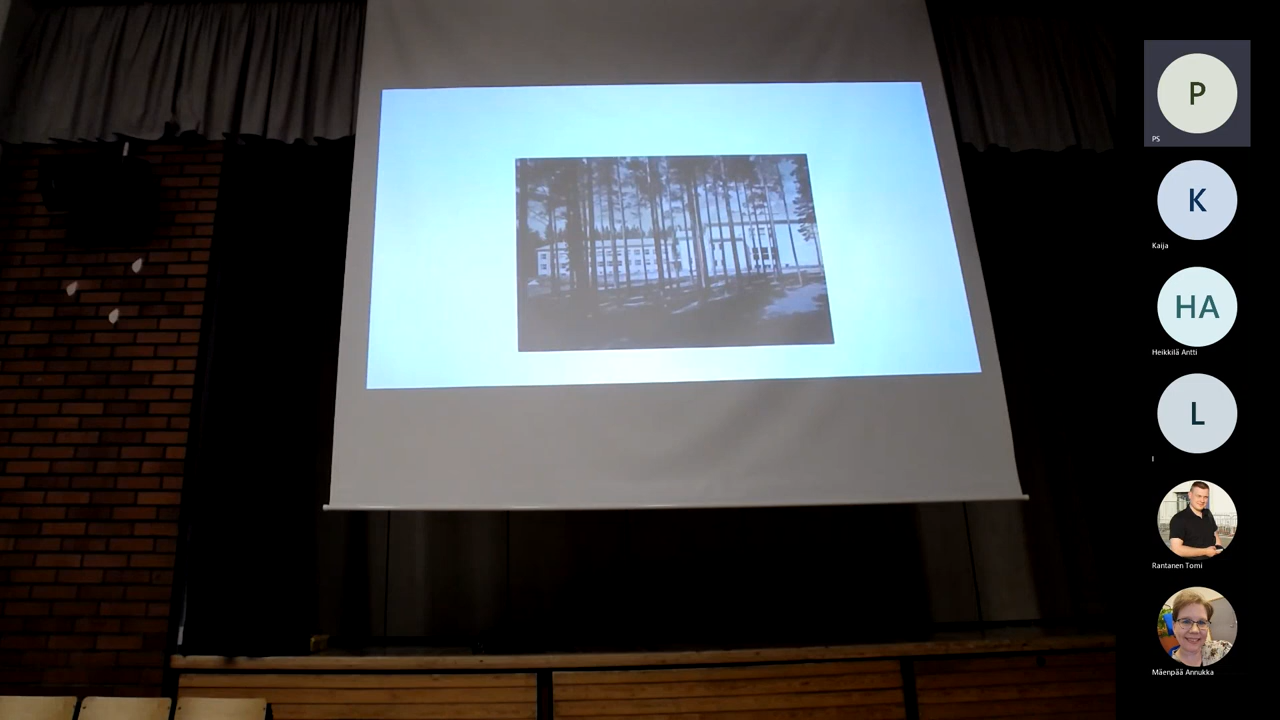 P
PS
K
Kaija
HA
Heikkilä Antti
L
l
Rantanen Tomi
Mäenpää Annukka